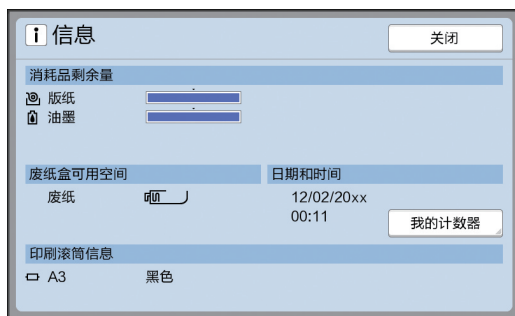 i 信息
关闭
消耗品剩余量
版纸
油墨
废纸盒可用空间
日期和时间
废纸
12/02/20xx
00:11
我的计数器
印刷滚筒信息
A3 黑色